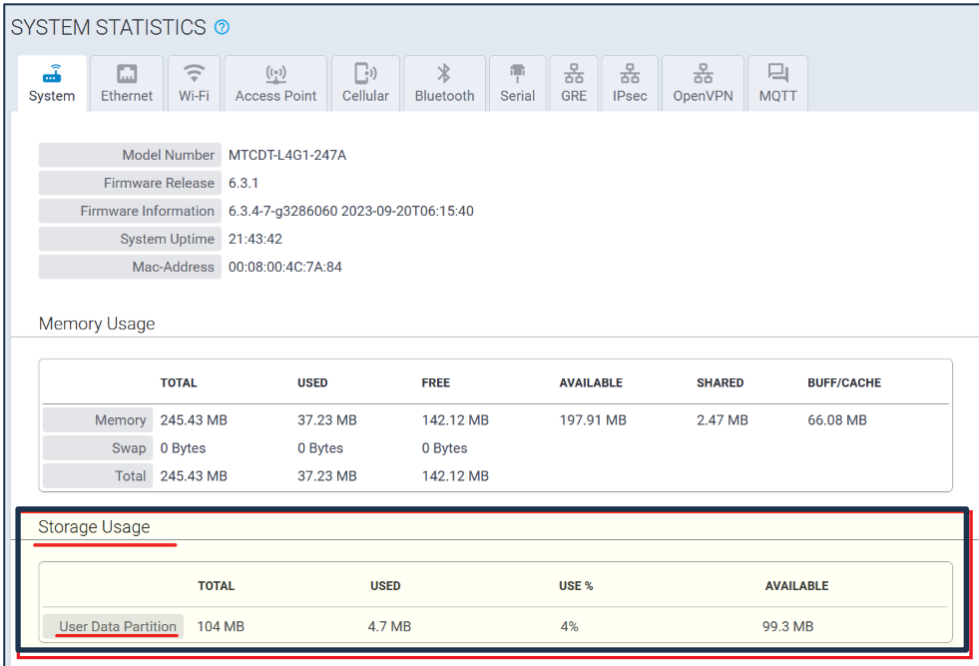 SYSTEM STATISTICS ?
System Ethernet Wi-Fi Access Point Cellular Bluetooth Serial GRE IPsec OpenVPN MQTT
Model Number MTCDT-L4G1-247A
Firmware Release 6.3.1
Firmware Information 6.3.4-7-g3286060 2023-09-20T06:15:40
System Uptime 21:43:42
Mac-Address 00:08:00:4C:7A:84
Memory Usage
TOTAL USED FREE AVAILABLE SHARED BUFF/CACHE
Memory 245.43 MB 37.23 MB 142.12 MB 197.91 MB 2.47 MB 66.08 MB
Swap 0 Bytes 0 Bytes 0 Bytes
Total 245.43 MB 37.23 MB 142.12 MB
Storage Usage
TOTAL USED USE % AVAILABLE
User Data Partition 104 MB 4.7 MB 4% 99.3 MB